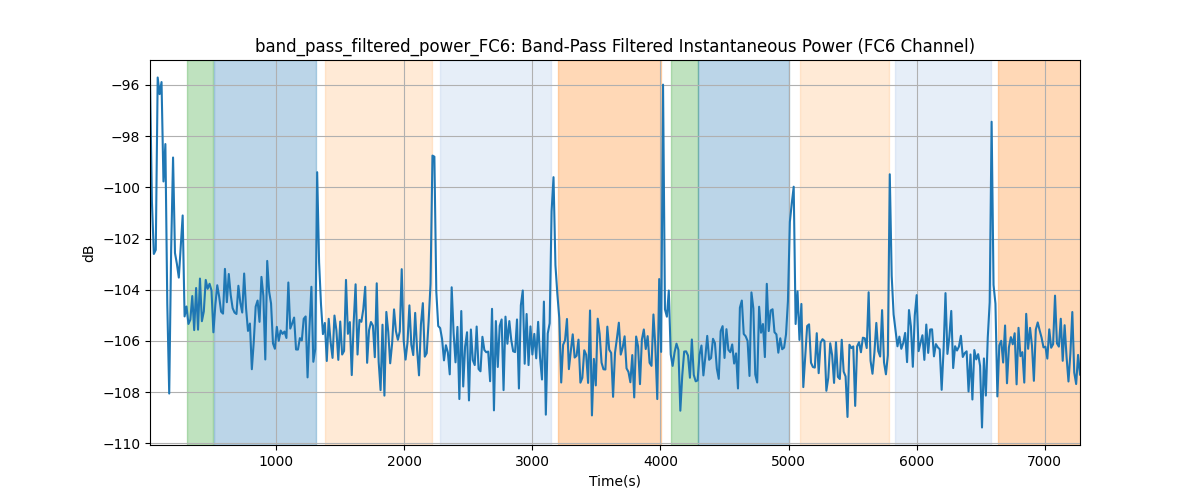 band_pass_filtered_power_FC6: Band-Pass Filtered Instantaneous Power (FC6 Channel)
−96
−98
−100
−102
−104
−106
−108
−110
dB
1000 2000 3000 4000 5000 6000 7000
Time(s)